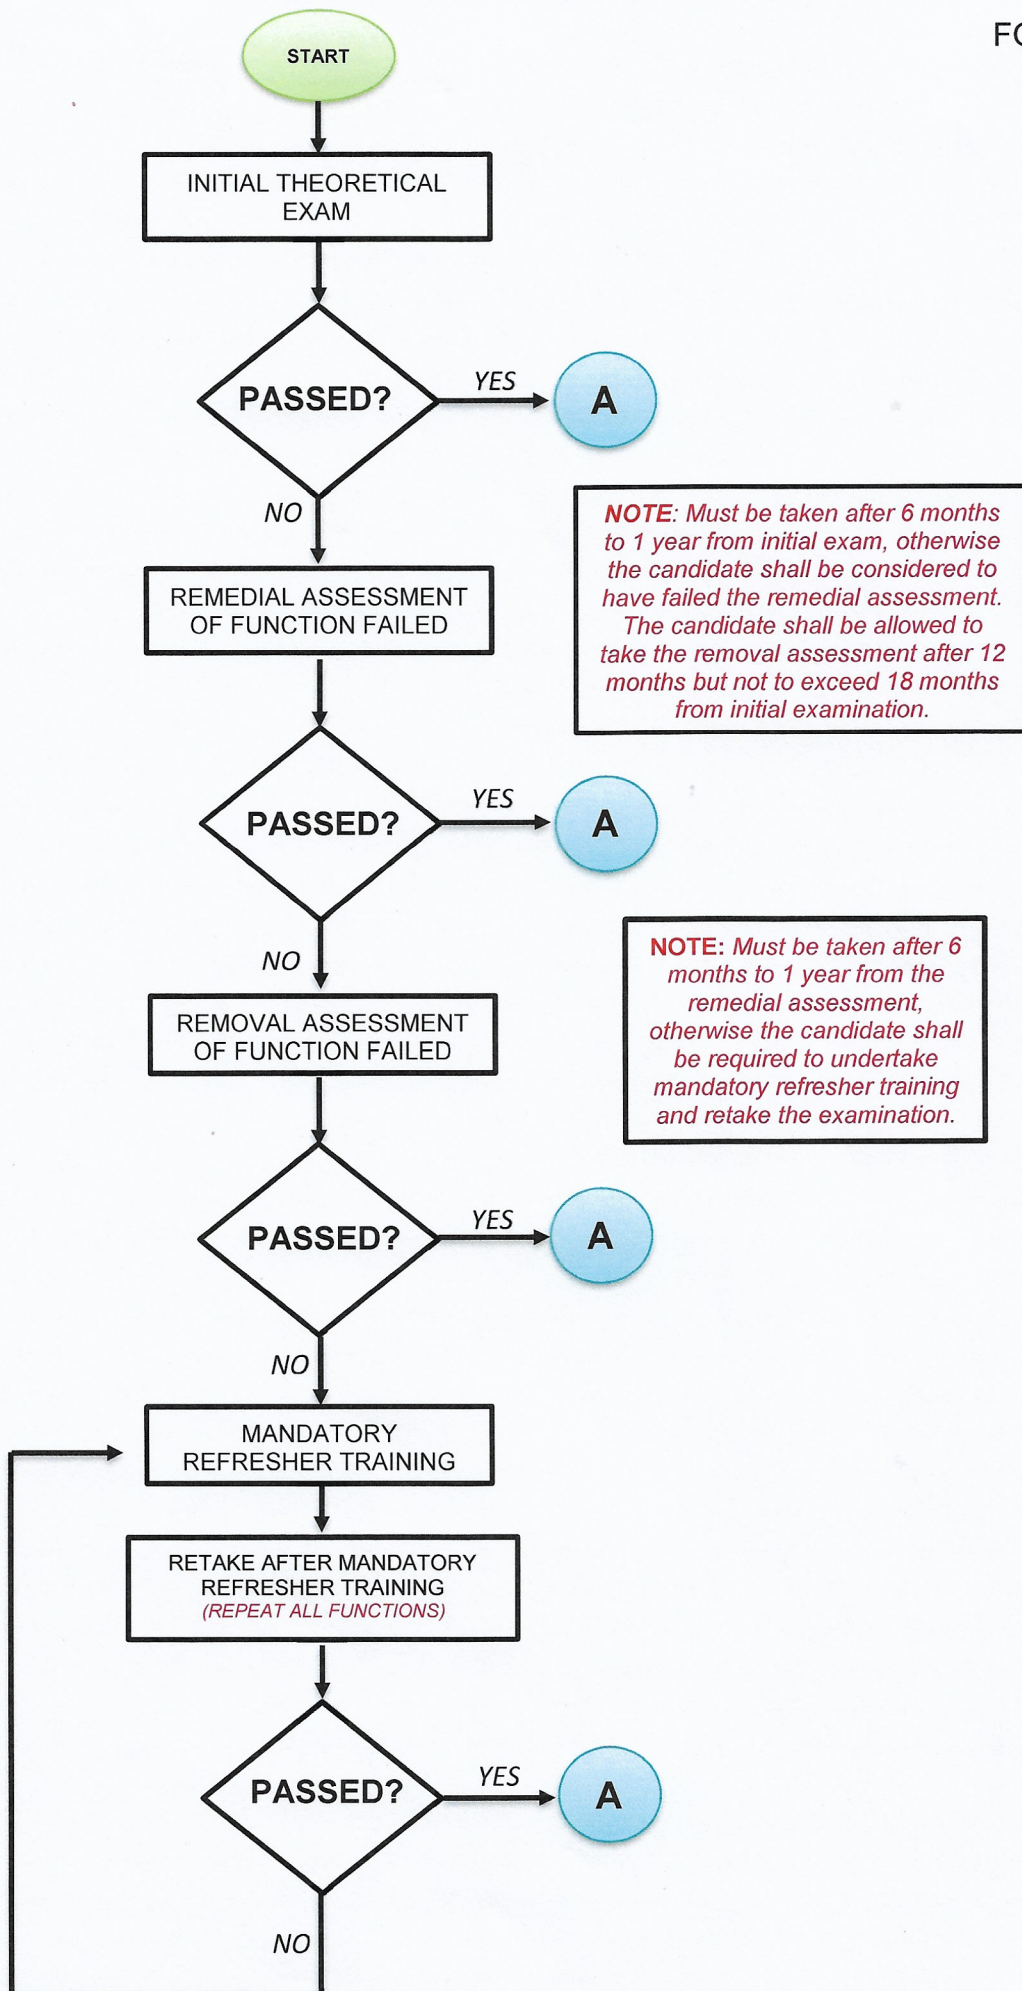 START
FO
INITIAL THEORETICAL
EXAM
PASSED?
YES
A
NO
NOTE: Must be taken after 6 months
to 1 year from initial exam, otherwise
the candidate shall be considered to
have failed the remedial assessment.
The candidate shall be allowed to
take the removal assessment after 12
months but not to exceed 18 months
from initial examination.
REMEDIAL ASSESSMENT
OF FUNCTION FAILED
PASSED?
YES
A
NO
NOTE: Must be taken after 6
months to 1 year from the
remedial assessment,
otherwise the candidate shall
be required to undertake
mandatory refresher training
and retake the examination.
REMOVAL ASSESSMENT
OF FUNCTION FAILED
PASSED?
YES
A
NO
MANDATORY
REFRESHER TRAINING
RETAKE AFTER MANDATORY
REFRESHER TRAINING
(REPEAT ALL FUNCTIONS)
PASSED?
YES
A
NO